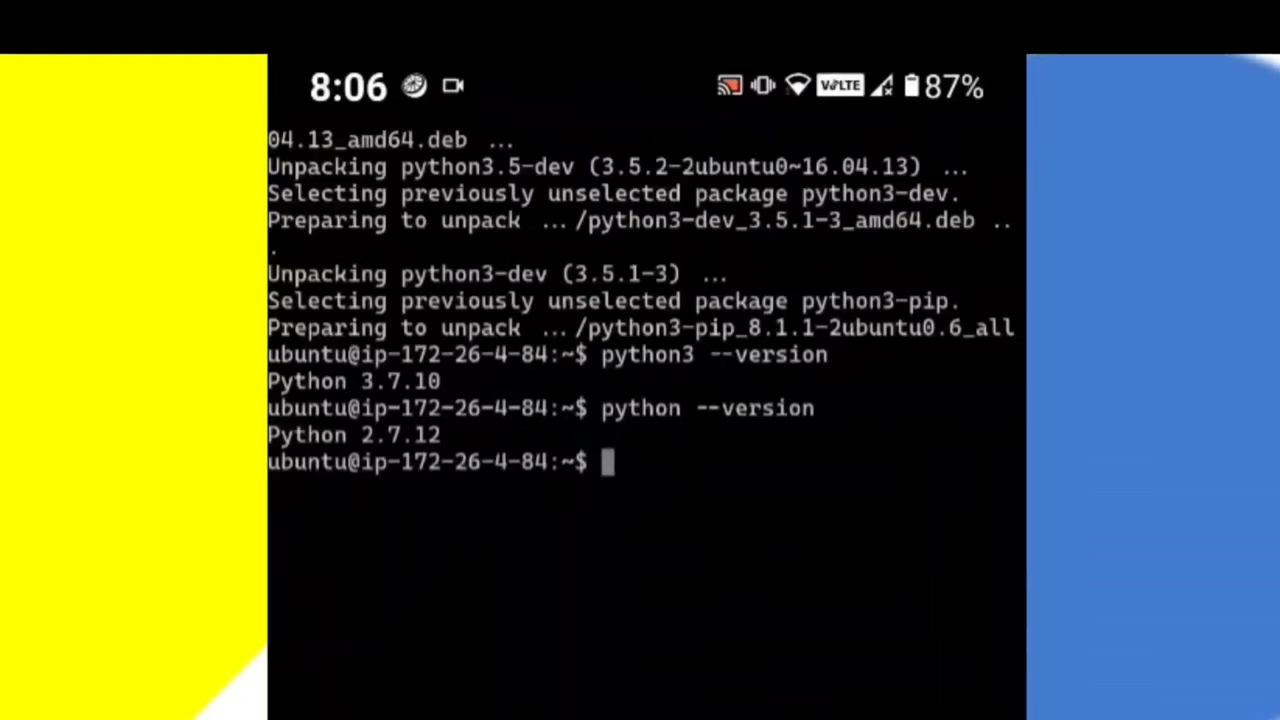 8:06 VoLTE 87%
04.13_amd64.deb ...
Unpacking python3.5-dev (3.5.2-2ubuntu0~16.04.13) ...
Selecting previously unselected package python3-dev.
Preparing to unpack .../python3-dev_3.5.1-3_amd64.deb ..
.
Unpacking python3-dev (3.5.1-3) ...
Selecting previously unselected package python3-pip.
Preparing to unpack .../python3-pip_8.1.1-2ubuntu0.6_all
ubuntu@ip-172-26-4-84:~$ python3 --version
Python 3.7.10
ubuntu@ip-172-26-4-84:~$ python --version
Python 2.7.12
ubuntu@ip-172-26-4-84:~$